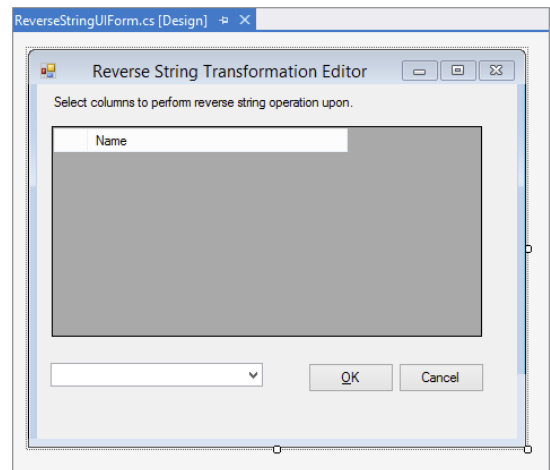 ReverseStringUIForm.cs [Design]
Reverse String Transformation Editor
Select columns to perform reverse string operation upon.
Name
OK
Cancel